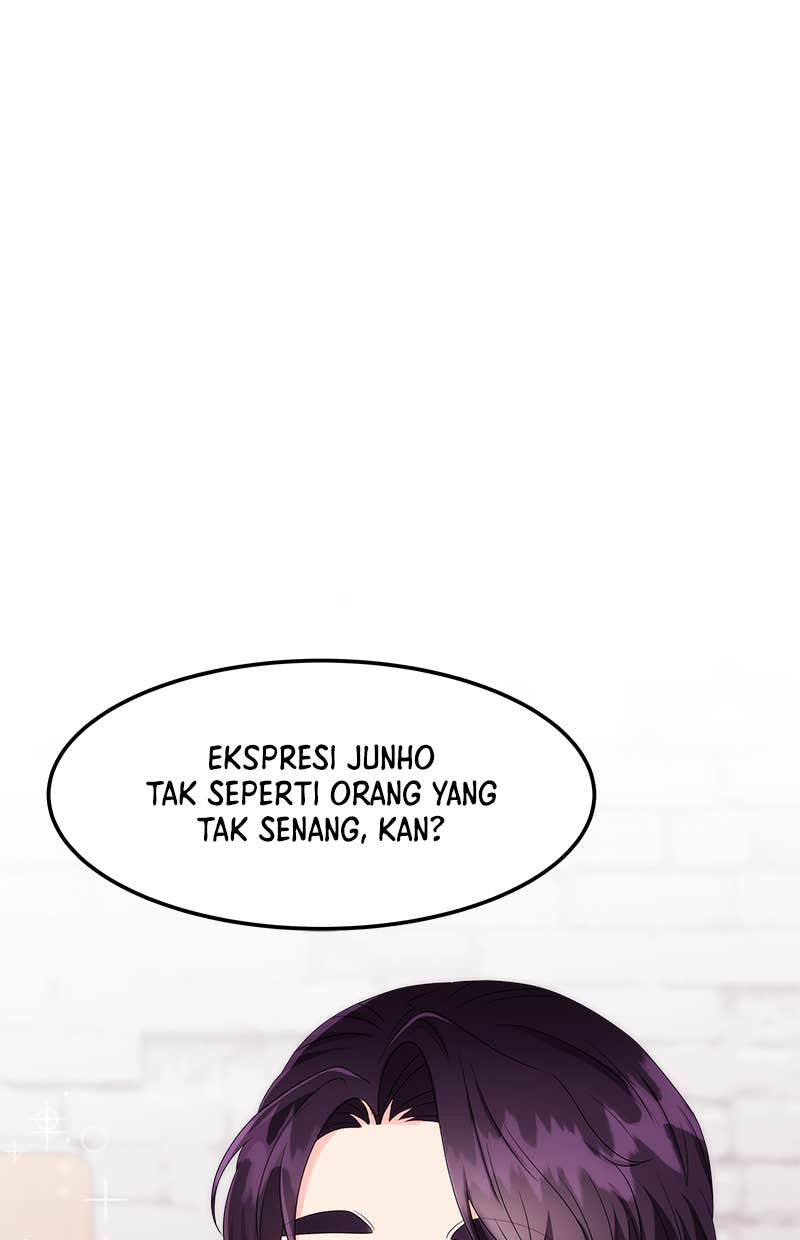 EKSPRESI JUNHO
TAK SEPERTI ORANG YANG
TAK SENANG, KAN?